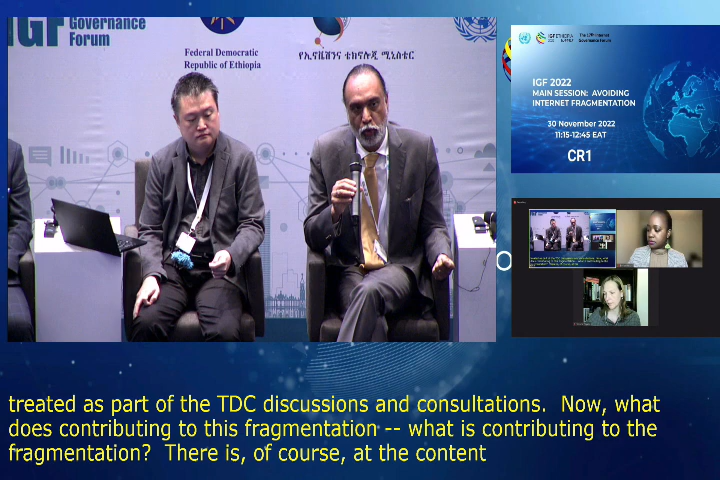 IGF Governance
Forum
Federal Democratic
Republic of Ethiopia
የኢኖቬሽንና ቴክኖሎጂ ሚኒስቴር
IGF 2022
MAIN SESSION: AVOIDING
INTERNET FRAGMENTATION
30 November 2022
11:15-12:45 EAT
CR1
treated as part of the TDC discussions and consultations. Now, what
does contributing to this fragmentation -- what is contributing to the
fragmentation? There is, of course, at the content